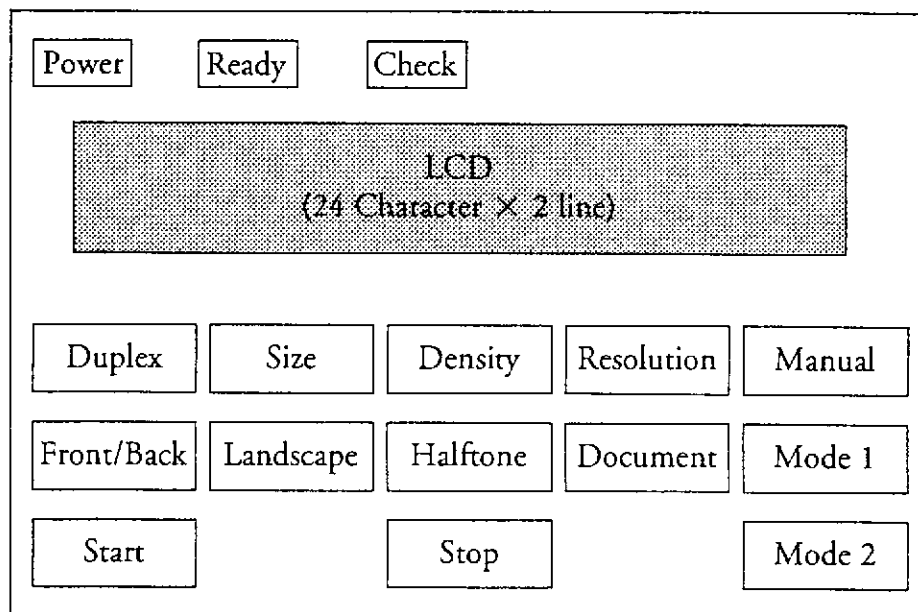 Power Ready Check
LCD
(24 Character × 2 line)
Duplex Size Density Resolution Manual
Front/Back Landscape Halftone Document Mode 1
Start Stop Mode 2